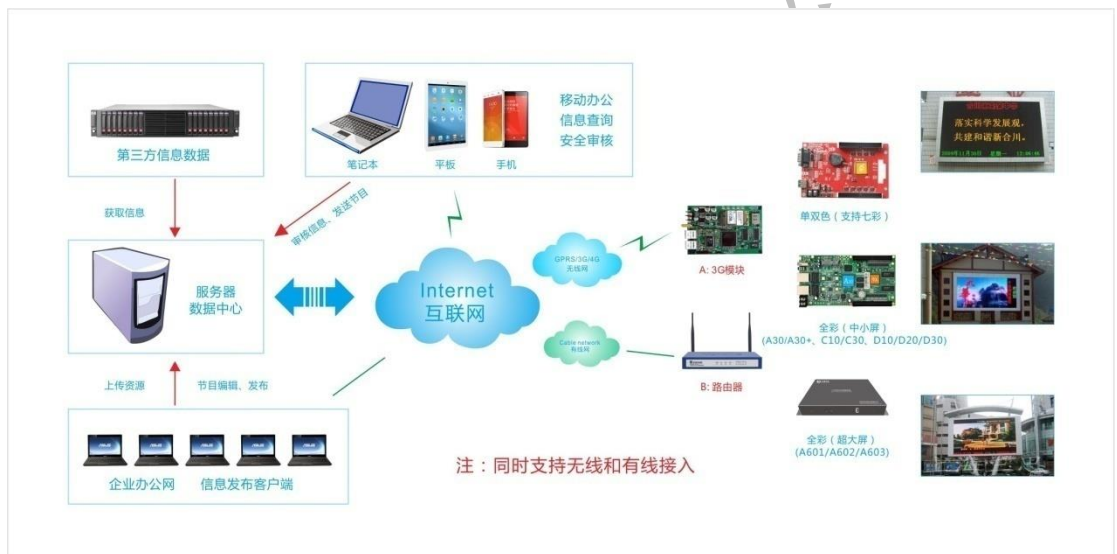 第三方信息数据
笔记本
平板
手机
移动办公
信息查询
安全审核
获取信息
审核信息、发送节目
服务器
数据中心
Internet
互联网
GPRS/3G/4G
无线网
Cable network
有线网
A: 3G模块
B: 路由器
上传资源
节目编辑、发布
企业办公网
信息发布客户端
单双色（支持七彩）
全彩（中小屏）
(A30/A30+、C10/C30、D10/D20/D30)
全彩（超大屏）
(A601/A602/A603)
落实科学发展观，
共建和谐新合川。
注：同时支持无线和有线接入